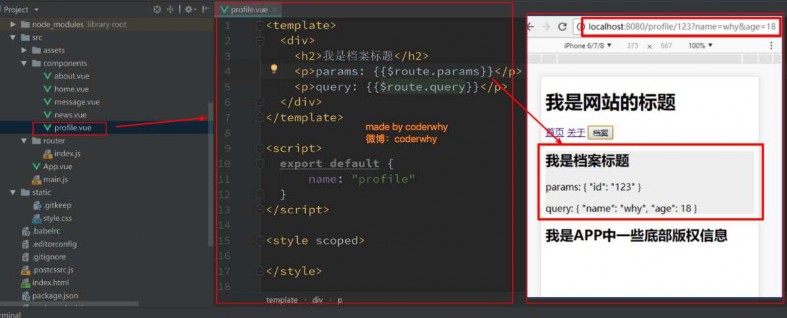 Project
profile.vue
node_modules library root
src
assets
components
about.vue
home.vue
message.vue
news.vue
profile.vue
router
index.js
App.vue
main.js
static
.gitkeep
style.css
.babelrc
.editorconfig
.gitignore
.postcssrc.js
index.html
package.json
erminal
1 <template>
2 <div>
3 <h2>我是档案标题</h2>
4 <p>params: {{$route.params}}</p>
5 <p>query: {{$route.query}}</p>
6 </div>
7 </template>
8
9 <script>
10 export default {
11 name: "profile"
12 }
13 </script>
14
15 <style scoped>
16
17 </style>
18
made by coderwhy
微博：coderwhy
template › div › p
localhost:8080/profile/123?name=why&age=18
iPhone 6/7/8 ▼ 375 × 667 100% ▼
我是网站的标题
首页 关于 档案
我是档案标题
params: { "id": "123" }
query: { "name": "why", "age": 18 }
我是APP中一些底部版权信息